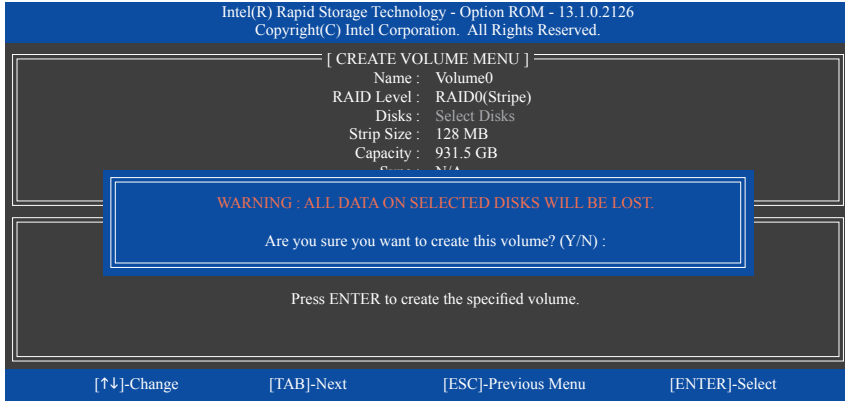 Intel(R) Rapid Storage Technology - Option ROM - 13.1.0.2126
Copyright(C) Intel Corporation. All Rights Reserved.
[ CREATE VOLUME MENU ]
Name : Volume0
RAID Level : RAID0(Stripe)
Disks : Select Disks
Strip Size : 128 MB
Capacity : 931.5 GB
WARNING : ALL DATA ON SELECTED DISKS WILL BE LOST.
Are you sure you want to create this volume? (Y/N) :
Press ENTER to create the specified volume.
[↑↓]-Change [TAB]-Next [ESC]-Previous Menu [ENTER]-Select